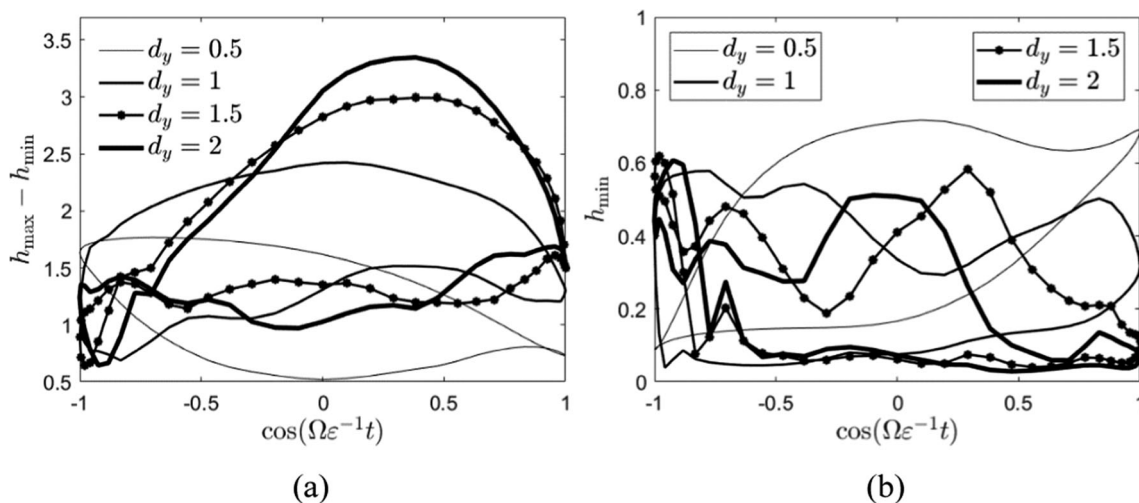 3.5
3
2.5
2
1.5
1
0.5
h_max − h_min
d_y = 0.5
d_y = 1
d_y = 1.5
d_y = 2
-1 -0.5 0 0.5 1
cos(Ωε⁻¹t)
(a)
1
0.8
0.6
0.4
0.2
0
h_min
d_y = 0.5
d_y = 1
d_y = 1.5
d_y = 2
-1 -0.5 0 0.5 1
cos(Ωε⁻¹t)
(b)